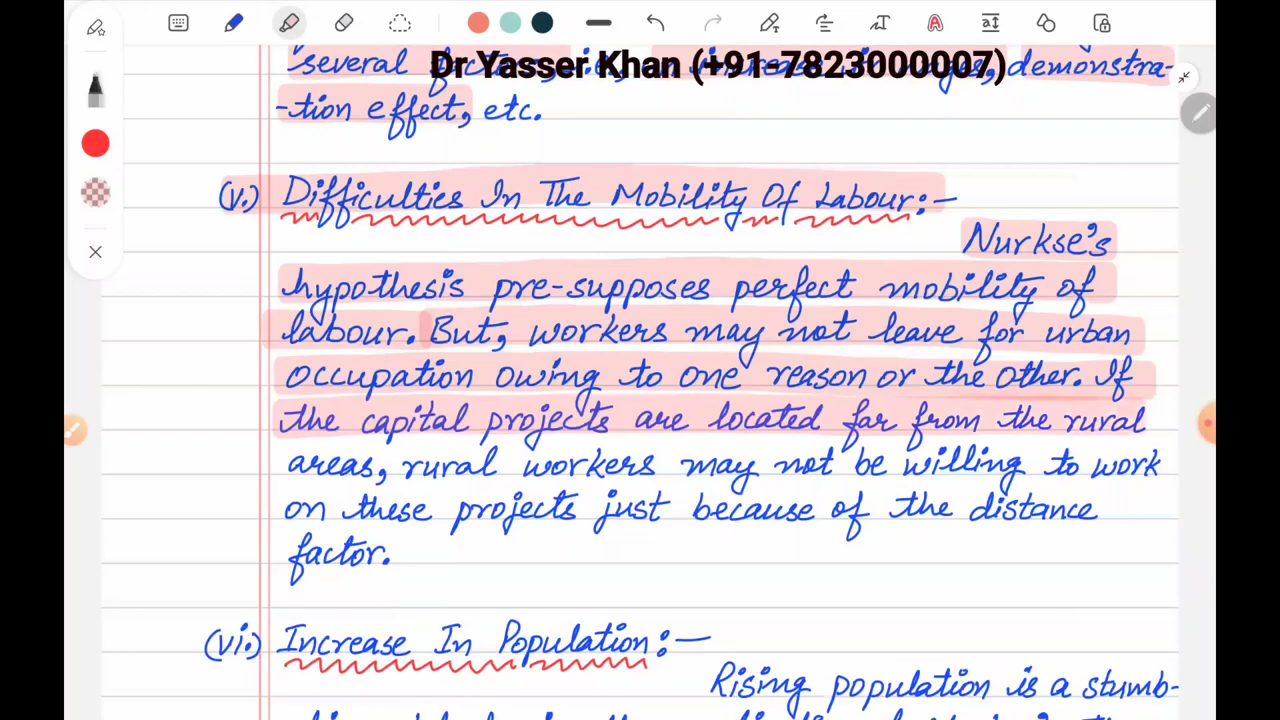 Dr Yasser Khan (+91-7823000007)
several demonstra-
-tion effect, etc.
(v.) Difficulties In The Mobility Of Labour:-
Nurkse's
hypothesis pre-supposes perfect mobility of
labour. But, workers may not leave for urban
occupation owing to one reason or the other. If
the capital projects are located far from the rural
areas, rural workers may not be willing to work
on these projects just because of the distance
factor.
(vi.) Increase In Population:-
Rising population is a stumb-